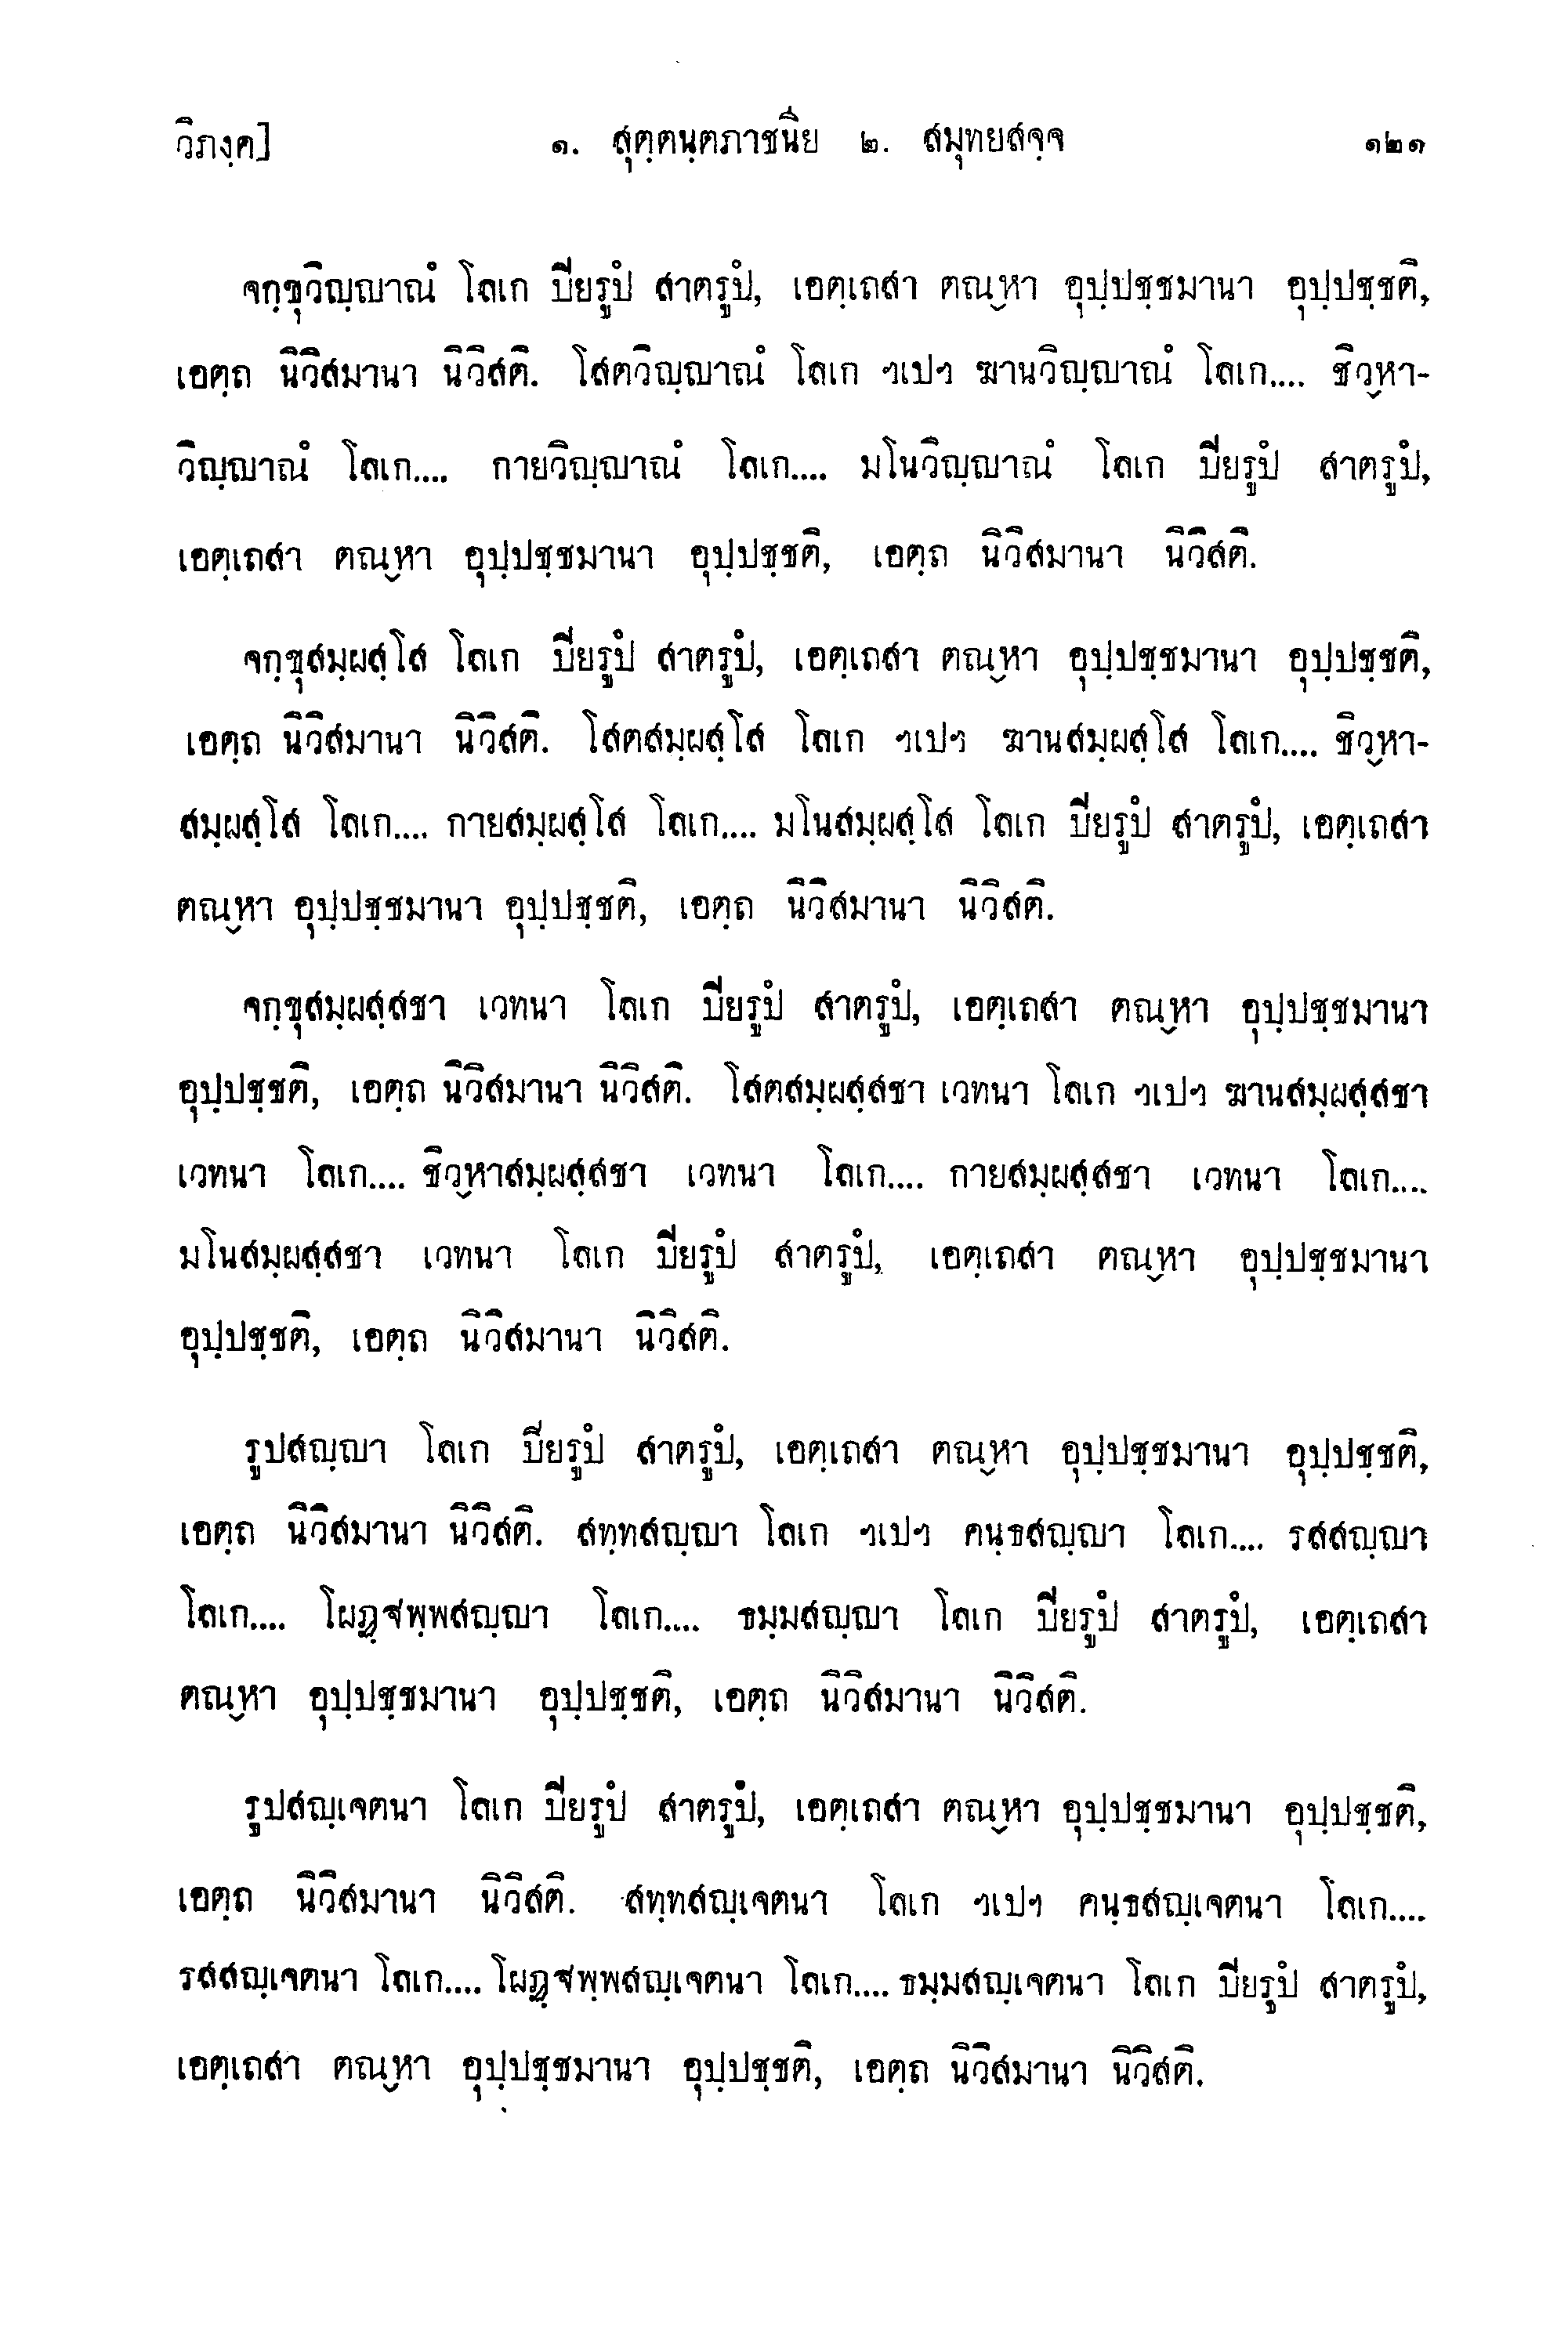 วิภงฺค]
๑. สุตฺตนฺตภาชนีย ๒. สมุทยสจฺจ
๑๒๑
จกฺขุวิญฺญาณํ โลเก ปิยรูปํ สาตรูปํ, เอตฺเถสา ตณฺหา อุปฺปชฺชมานา อุปฺปชฺชติ,
เอตฺถ นิวิสมานา นิวิสติ. โสตวิญฺญาณํ โลเก ฯเปฯ ฆานวิญฺญาณํ โลเก.... ชิวฺหา-
วิญฺญาณํ โลเก.... กายวิญฺญาณํ โลเก.... มโนวิญฺญาณํ โลเก ปิยรูปํ สาตรูปํ,
เอตฺเถสา ตณฺหา อุปฺปชฺชมานา อุปฺปชฺชติ, เอตฺถ นิวิสมานา นิวิสติ.
จกฺขุสมฺผสฺโส โลเก ปิยรูปํ สาตรูปํ, เอตฺเถสา ตณฺหา อุปฺปชฺชมานา อุปฺปชฺชติ,
เอตฺถ นิวิสมานา นิวิสติ. โสตสมฺผสฺโส โลเก ฯเปฯ ฆานสมฺผสฺโส โลเก.... ชิวฺหา-
สมฺผสฺโส โลเก.... กายสมฺผสฺโส โลเก.... มโนสมฺผสฺโส โลเก ปิยรูปํ สาตรูปํ, เอตฺเถสา
ตณฺหา อุปฺปชฺชมานา อุปฺปชฺชติ, เอตฺถ นิวิสมานา นิวิสติ.
จกฺขุสมฺผสฺสชา เวทนา โลเก ปิยรูปํ สาตรูปํ, เอตฺเถสา ตณฺหา อุปฺปชฺชมานา
อุปฺปชฺชติ, เอตฺถ นิวิสมานา นิวิสติ. โสตสมฺผสฺสชา เวทนา โลเก ฯเปฯ ฆานสมฺผสฺสชา
เวทนา โลเก.... ชิวฺหาสมฺผสฺสชา เวทนา โลเก.... กายสมฺผสฺสชา เวทนา โลเก....
มโนสมฺผสฺสชา เวทนา โลเก ปิยรูปํ สาตรูปํ, เอตฺเถสา ตณฺหา อุปฺปชฺชมานา
อุปฺปชฺชติ, เอตฺถ นิวิสมานา นิวิสติ.
รูปสญฺญา โลเก ปิยรูปํ สาตรูปํ, เอตฺเถสา ตณฺหา อุปฺปชฺชมานา อุปฺปชฺชติ,
เอตฺถ นิวิสมานา นิวิสติ. สทฺทสญฺญา โลเก ฯเปฯ คนฺธสญฺญา โลเก.... รสสญฺญา
โลเก.... โผฏฺฐพฺพสญฺญา โลเก.... ธมฺมสญฺญา โลเก ปิยรูปํ สาตรูปํ, เอตฺเถสา
ตณฺหา อุปฺปชฺชมานา อุปฺปชฺชติ, เอตฺถ นิวิสมานา นิวิสติ.
รูปสญฺเจตนา โลเก ปิยรูปํ สาตรูปํ, เอตฺเถสา ตณฺหา อุปฺปชฺชมานา อุปฺปชฺชติ,
เอตฺถ นิวิสมานา นิวิสติ. สทฺทสญฺเจตนา โลเก ฯเปฯ คนฺธสญฺเจตนา โลเก....
รสสญฺเจตนา โลเก.... โผฏฺฐพฺพสญฺเจตนา โลเก.... ธมฺมสญฺเจตนา โลเก ปิยรูปํ สาตรูปํ,
เอตฺเถสา ตณฺหา อุปฺปชฺชมานา อุปฺปชฺชติ, เอตฺถ นิวิสมานา นิวิสติ.